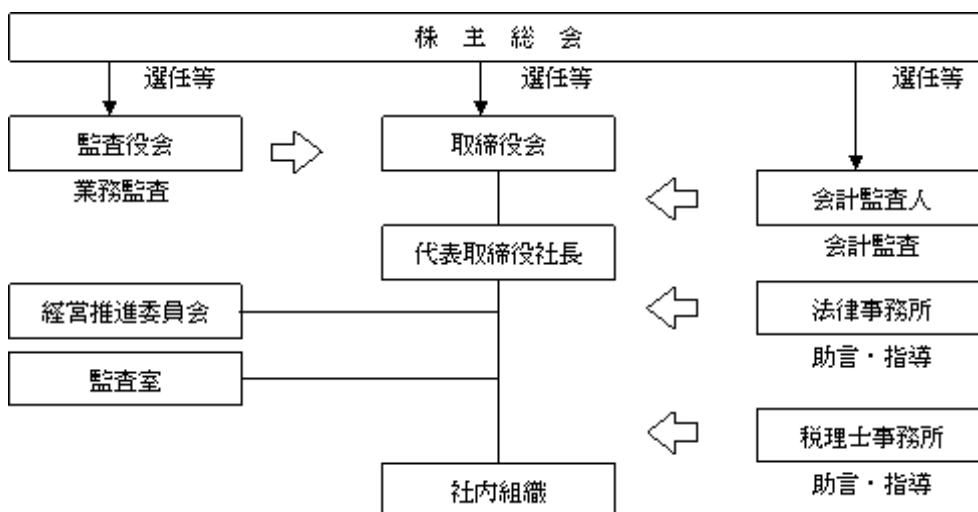 株主総会
選任等
選任等
選任等
監査役会
取締役会
業務監査
会計監査人
会計監査
代表取締役社長
経営推進委員会
法律事務所
助言・指導
監査室
税理士事務所
助言・指導
社内組織